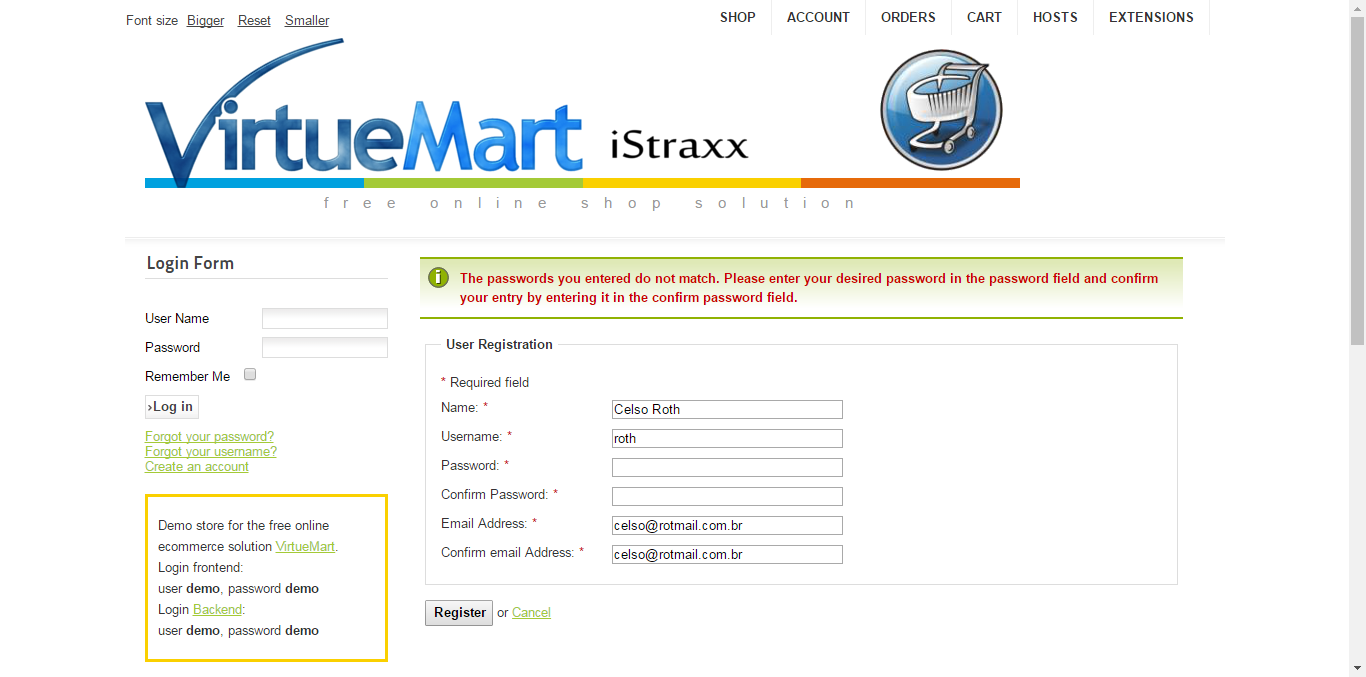 Font size Bigger Reset Smaller
SHOP ACCOUNT ORDERS CART HOSTS EXTENSIONS
VirtueMart iStraxx
free online shop solution
Login Form
User Name
Password
Remember Me
›Log in
Forgot your password?
Forgot your username?
Create an account
Demo store for the free online
ecommerce solution VirtueMart.
Login frontend:
user demo, password demo
Login Backend:
user demo, password demo
The passwords you entered do not match. Please enter your desired password in the password field and confirm
your entry by entering it in the confirm password field.
User Registration
* Required field
Name: * Celso Roth
Username: * roth
Password: *
Confirm Password: *
Email Address: * celso@rotmail.com.br
Confirm email Address: * celso@rotmail.com.br
Register or Cancel